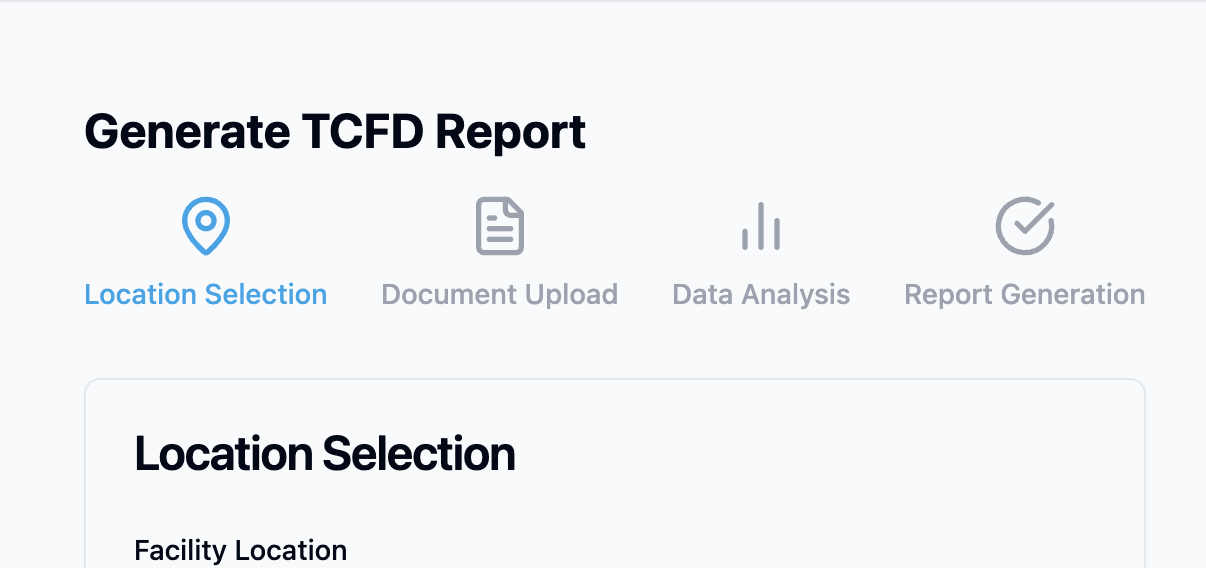 Generate TCFD Report
Location Selection
Document Upload
Data Analysis
Report Generation
Location Selection
Facility Location